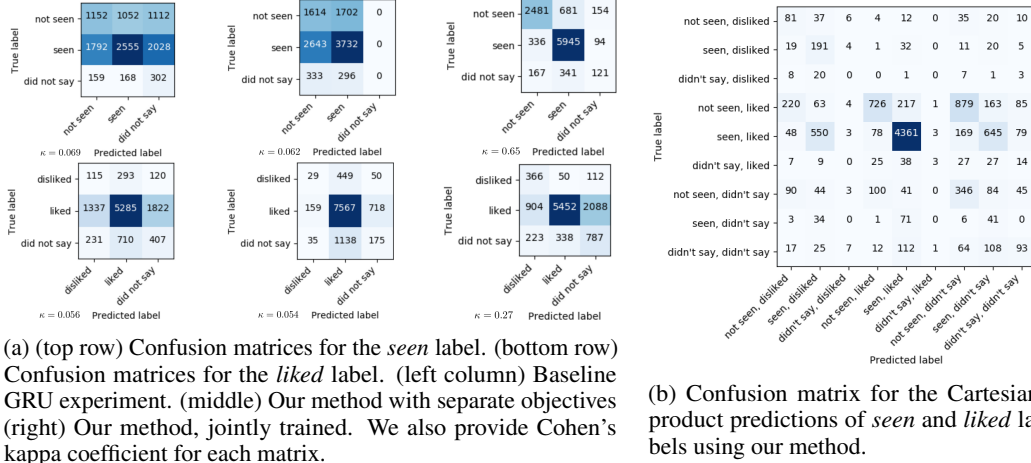 not seen 1152 1052 1112
seen 1792 2555 2028
did not say 159 168 302
True label
not seen seen did not say
κ = 0.069 Predicted label
not seen 1614 1702 0
seen 2643 3732 0
did not say 333 296 0
True label
not seen seen did not say
κ = 0.062 Predicted label
not seen 2481 681 154
seen 336 5945 94
did not say 167 341 121
True label
not seen seen did not say
κ = 0.65 Predicted label
disliked 115 293 120
liked 1337 5285 1822
did not say 231 710 407
True label
disliked liked did not say
κ = 0.056 Predicted label
disliked 29 449 50
liked 159 7567 718
did not say 35 1138 175
True label
disliked liked did not say
κ = 0.054 Predicted label
disliked 366 50 112
liked 904 5452 2088
did not say 223 338 787
True label
disliked liked did not say
κ = 0.27 Predicted label
(a) (top row) Confusion matrices for the seen label. (bottom row)
Confusion matrices for the liked label. (left column) Baseline
GRU experiment. (middle) Our method with separate objectives
(right) Our method, jointly trained. We also provide Cohen's
kappa coefficient for each matrix.
not seen, disliked 81 37 6 4 12 0 35 20 10
seen, disliked 19 191 4 1 32 0 11 20 5
didn't say, disliked 8 20 0 0 1 0 7 1 3
not seen, liked 220 63 4 726 217 1 879 163 85
seen, liked 48 550 3 78 4361 3 169 645 79
didn't say, liked 7 9 0 25 38 3 27 27 14
not seen, didn't say 90 44 3 100 41 0 346 84 45
seen, didn't say 3 34 0 1 71 0 6 41 0
didn't say, didn't say 17 25 7 12 112 1 64 108 93
True label
not seen, disliked
seen, disliked
didn't say, disliked
not seen, liked
seen, liked
didn't say, liked
not seen, didn't say
seen, didn't say
didn't say, didn't say
Predicted label
(b) Confusion matrix for the Cartesian
product predictions of seen and liked la-
bels using our method.